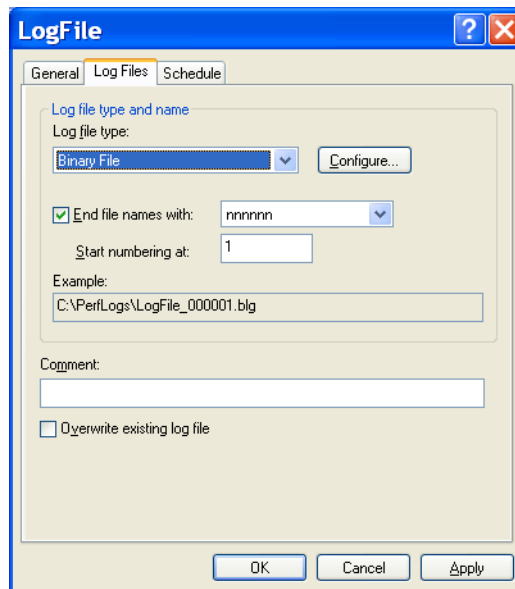 LogFile
General Log Files Schedule
Log file type and name
Log file type:
Binary File Configure...
End file names with: nnnnnn
Start numbering at: 1
Example:
C:\PerfLogs\LogFile_000001.blg
Comment:
Overwrite existing log file
OK Cancel Apply